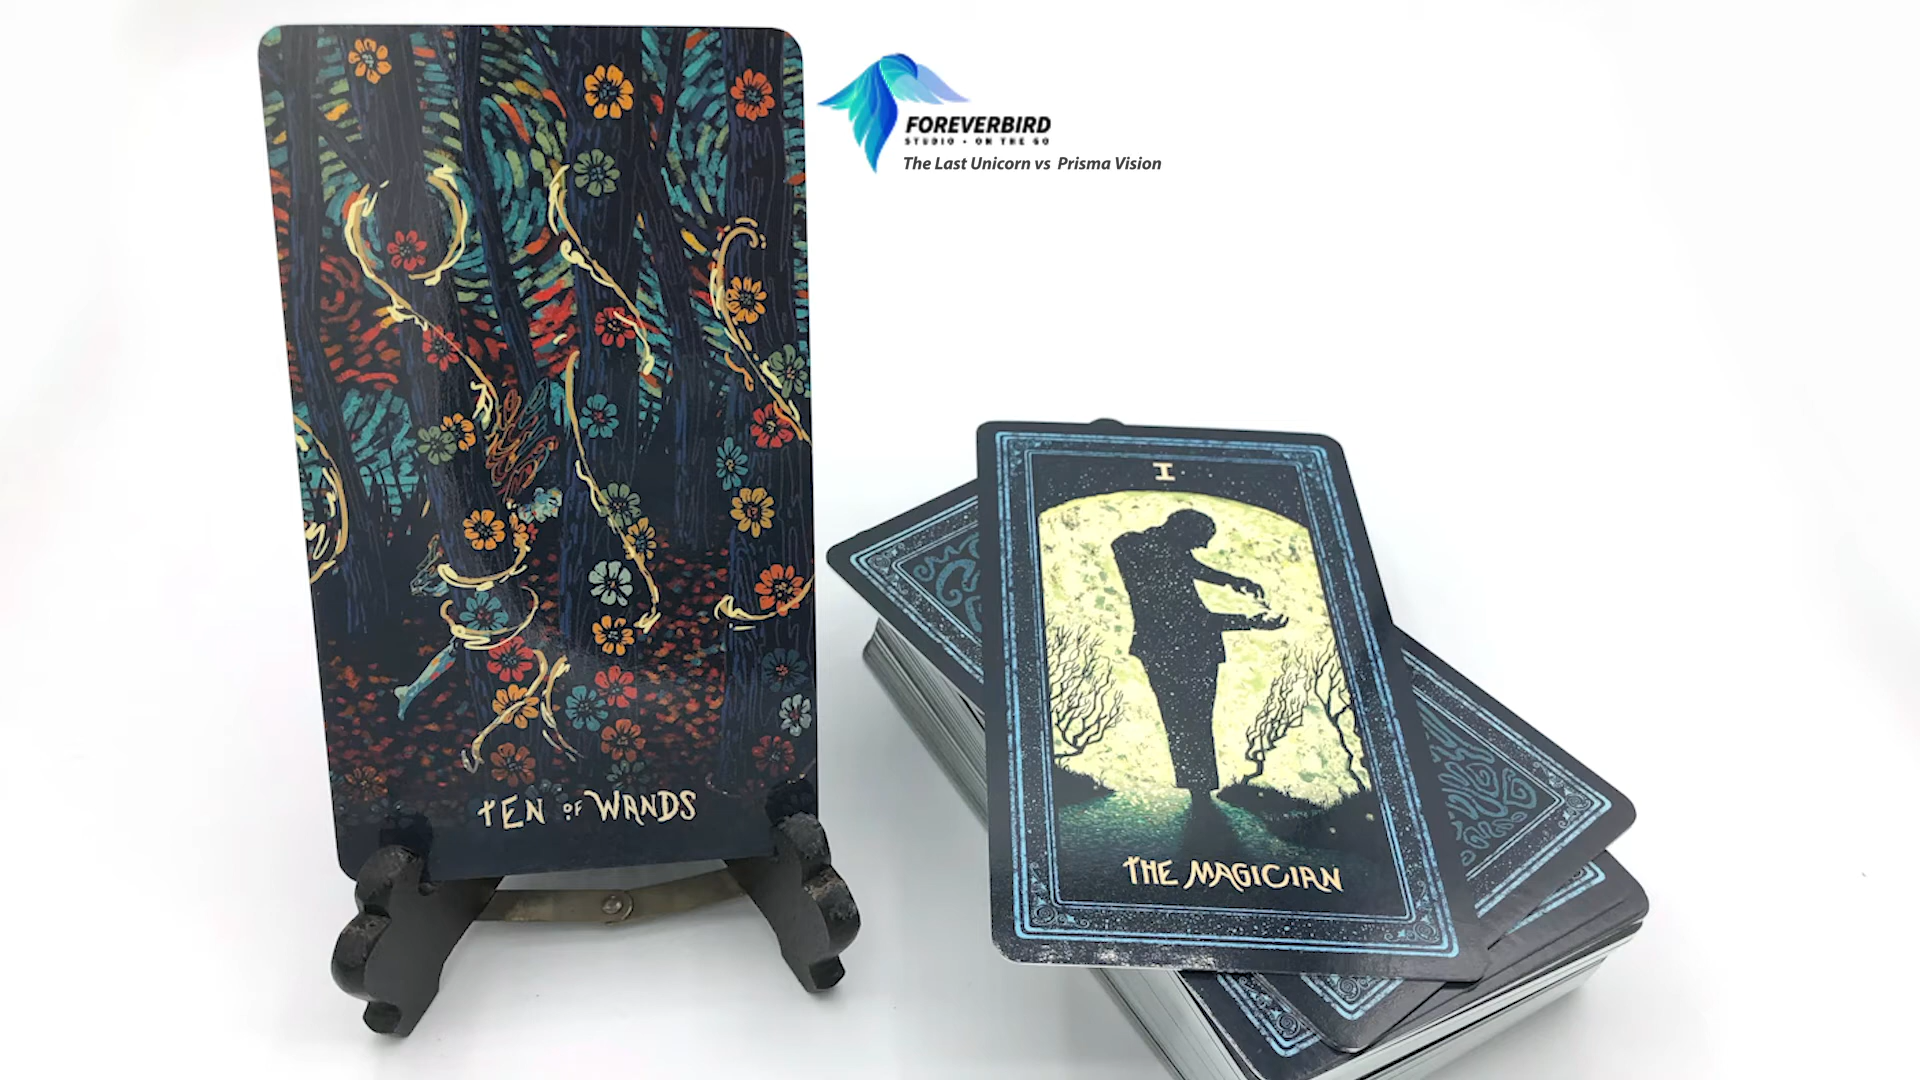 FOREVERBIRD
STUDIO • ON THE GO
The Last Unicorn vs Prisma Vision
TEN OF WANDS
I
THE MAGICIAN